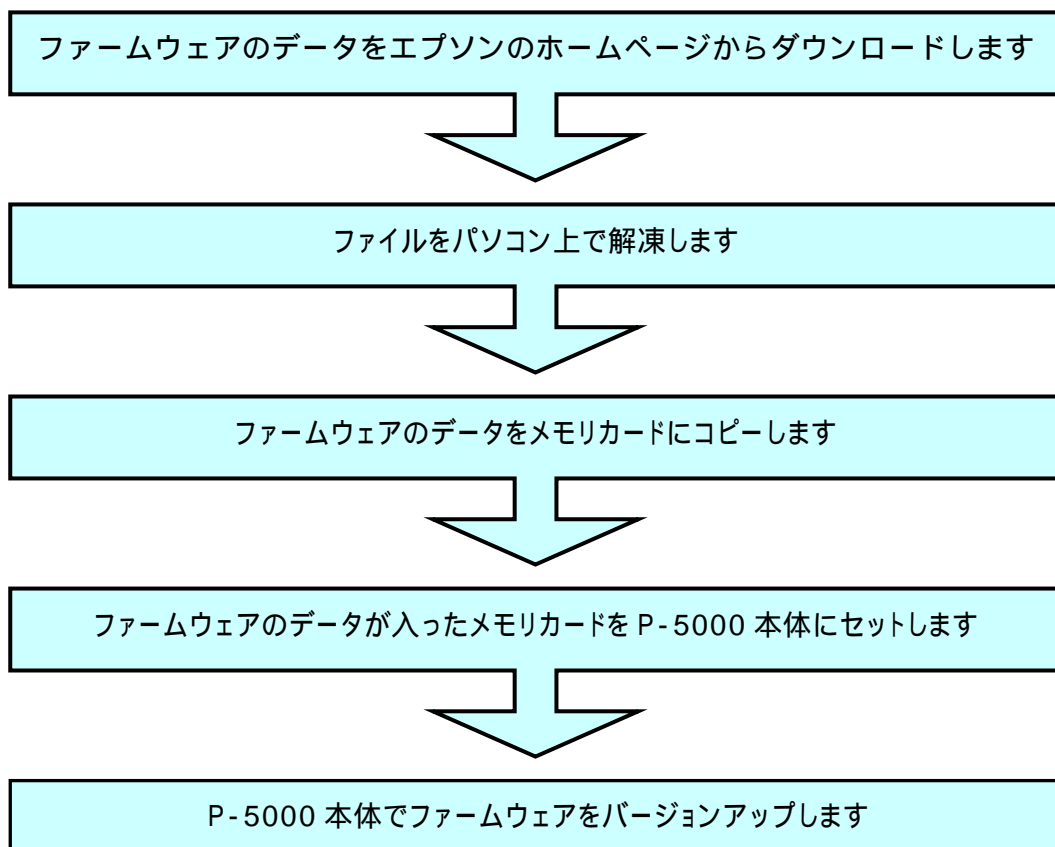 ファームウェアのデータをエプソンのホームページからダウンロードします
ファイルをパソコン上で解凍します
ファームウェアのデータをメモリカードにコピーします
ファームウェアのデータが入ったメモリカードを P-5000 本体にセットします
P-5000 本体でファームウェアをバージョンアップします